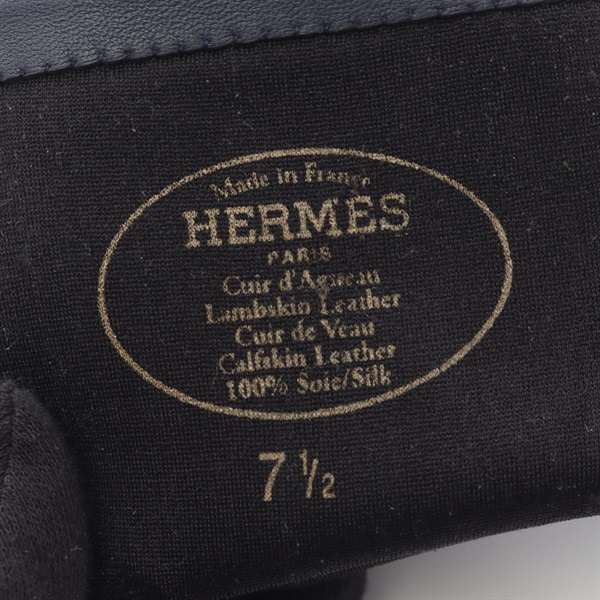 Made in France
HERMÈS
PARIS
Cuir d'Agneau
Lambskin Leather
Cuir de Veau
Calfskin Leather
100% Soie/Silk
7 ½